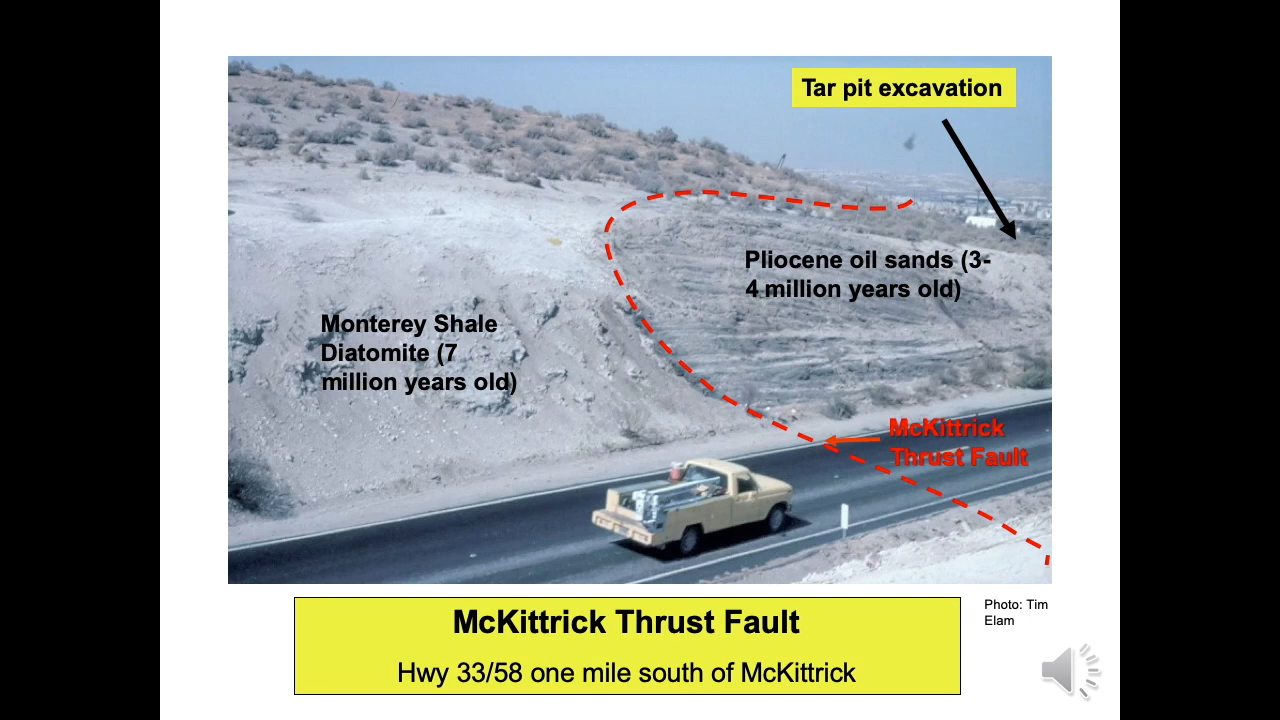 Tar pit excavation
Pliocene oil sands (3-
4 million years old)
Monterey Shale
Diatomite (7
million years old)
McKittrick
Thrust Fault
McKittrick Thrust Fault
Hwy 33/58 one mile south of McKittrick
Photo: Tim
Elam